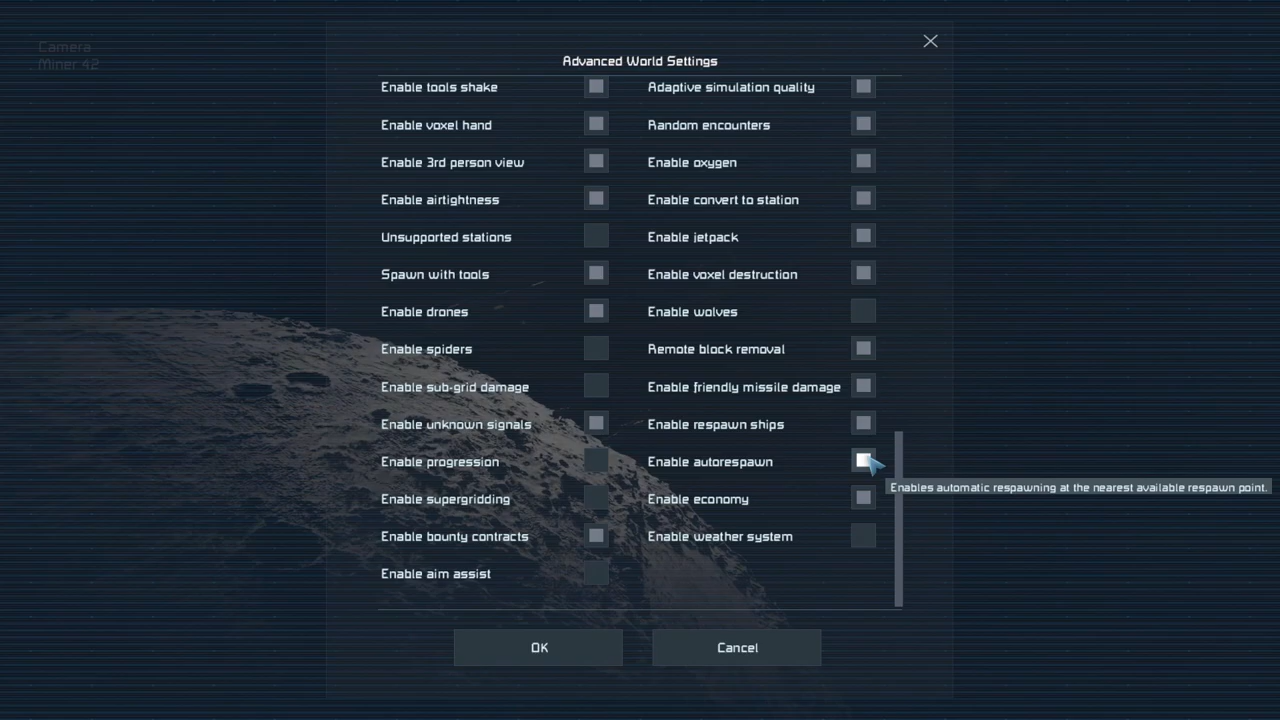 Camera
Miner 42
Advanced World Settings
Enable tools shake Adaptive simulation quality
Enable voxel hand Random encounters
Enable 3rd person view Enable oxygen
Enable airtightness Enable convert to station
Unsupported stations Enable jetpack
Spawn with tools Enable voxel destruction
Enable drones Enable wolves
Enable spiders Remote block removal
Enable sub-grid damage Enable friendly missile damage
Enable unknown signals Enable respawn ships
Enable progression Enable autorespawn
Enables automatic respawning at the nearest available respawn point.
Enable supergridding Enable economy
Enable bounty contracts Enable weather system
Enable aim assist
OK Cancel